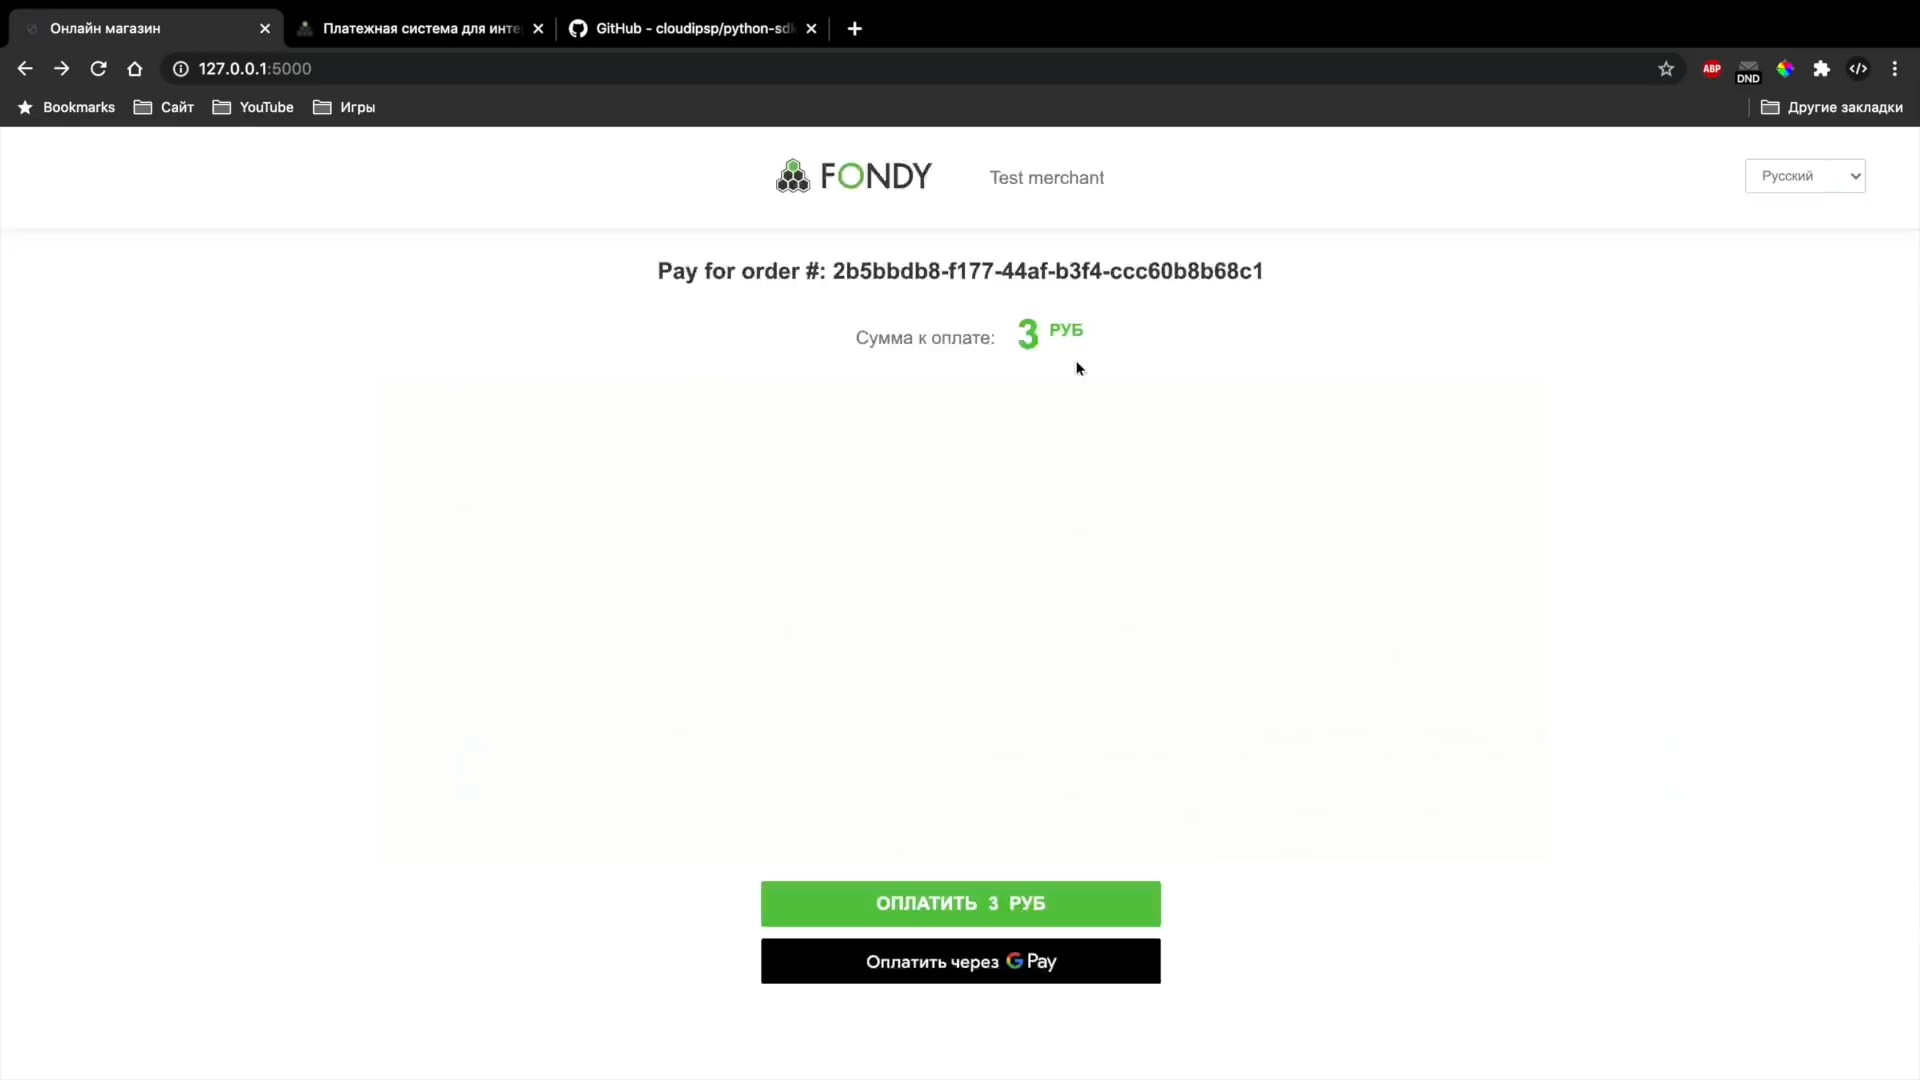 Онлайн магазин
Платежная система для инте
GitHub - cloudipsp/python-sdk
127.0.0.1:5000
ABP
DND
Bookmarks
Сайт
YouTube
Игры
Другие закладки
FONDY
Test merchant
Русский
Pay for order #: 2b5bbdb8-f177-44af-b3f4-ccc60b8b68c1
Сумма к оплате: 3 РУБ
ОПЛАТИТЬ 3 РУБ
Оплатить через G Pay